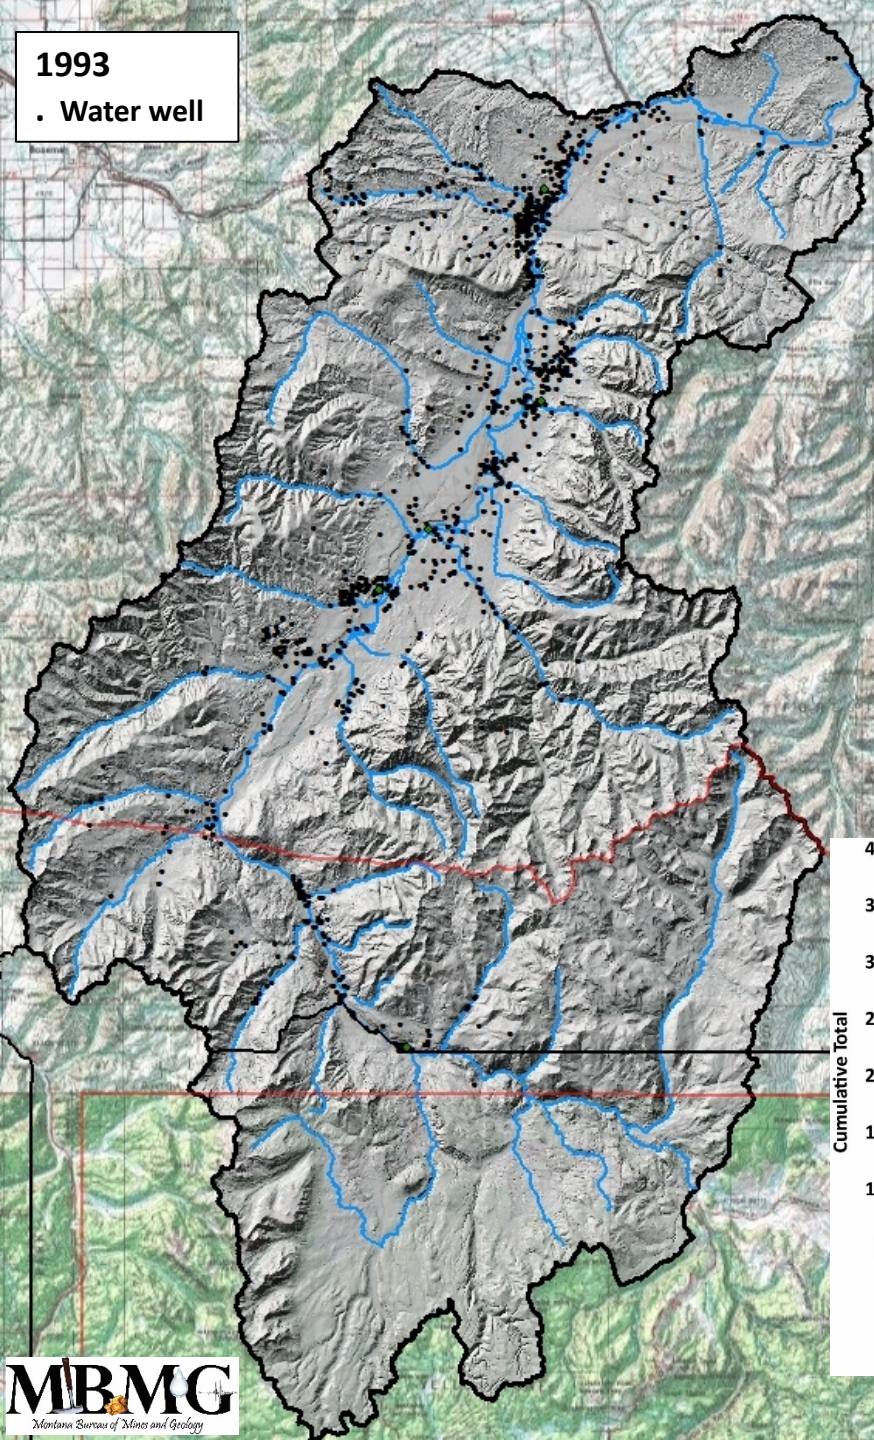 1993
. Water well
4
3
3
2
2
1
1
Cumulative Total
MBMG
Montana Bureau of Mines and Geology